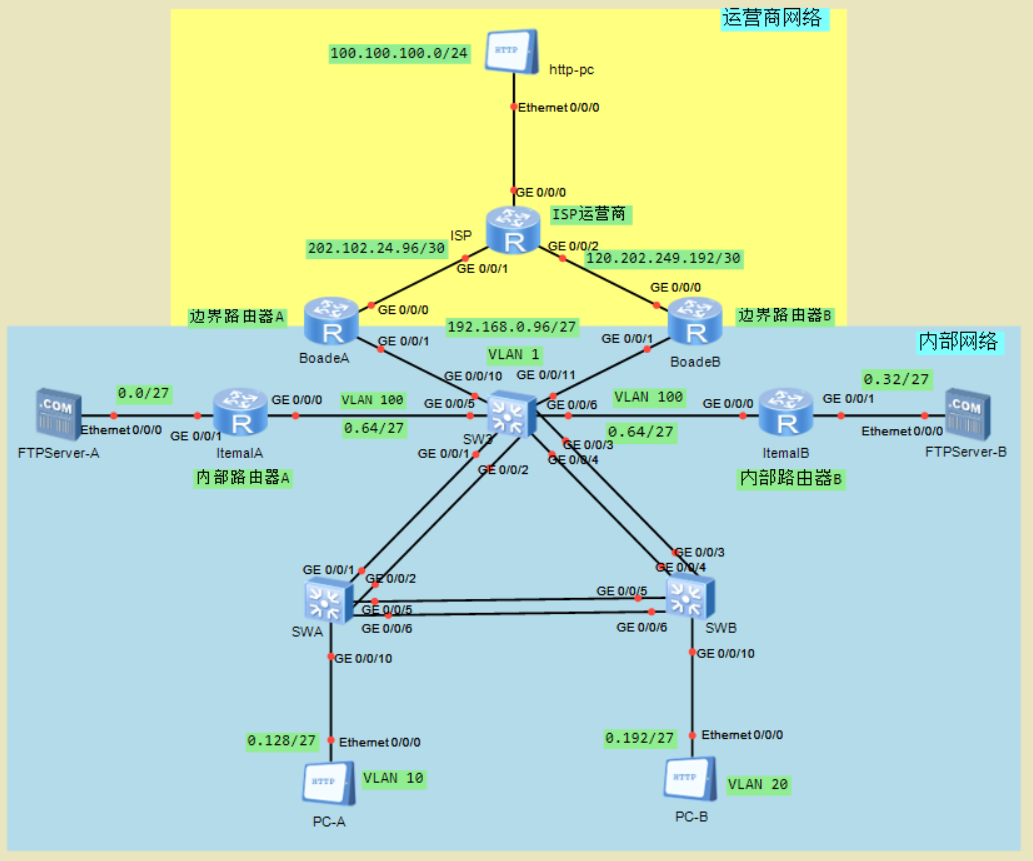 运营商网络
HTTP
100.100.100.0/24
http-pc
Ethernet 0/0/0
GE 0/0/0
ISP运营商
ISP
GE 0/0/2
202.102.24.96/30
120.202.249.192/30
GE 0/0/1
GE 0/0/0
GE 0/0/0
边界路由器A
R
R
R
边界路由器B
192.168.0.96/27
内部网络
BoadeA
GE 0/0/1
GE 0/0/1
BoadeB
VLAN 1
GE 0/0/10
GE 0/0/11
0.0/27
0.32/27
.COM
GE 0/0/0
VLAN 100
GE 0/0/5
GE 0/0/6
VLAN 100
GE 0/0/0
GE 0/0/1
.COM
Ethernet 0/0/0
GE 0/0/1
R
0.64/27
0.64/27
R
Ethernet 0/0/0
FTPServer-A
ItemalA
SW3
GE 0/0/3
ItemalB
FTPServer-B
GE 0/0/1
GE 0/0/4
GE 0/0/2
内部路由器A
内部路由器B
GE 0/0/1
GE 0/0/2
GE 0/0/3
GE 0/0/4
GE 0/0/5
GE 0/0/5
SWA
GE 0/0/6
GE 0/0/6
SWB
GE 0/0/10
GE 0/0/10
0.128/27
Ethernet 0/0/0
0.192/27
Ethernet 0/0/0
HTTP
VLAN 10
HTTP
VLAN 20
PC-A
PC-B